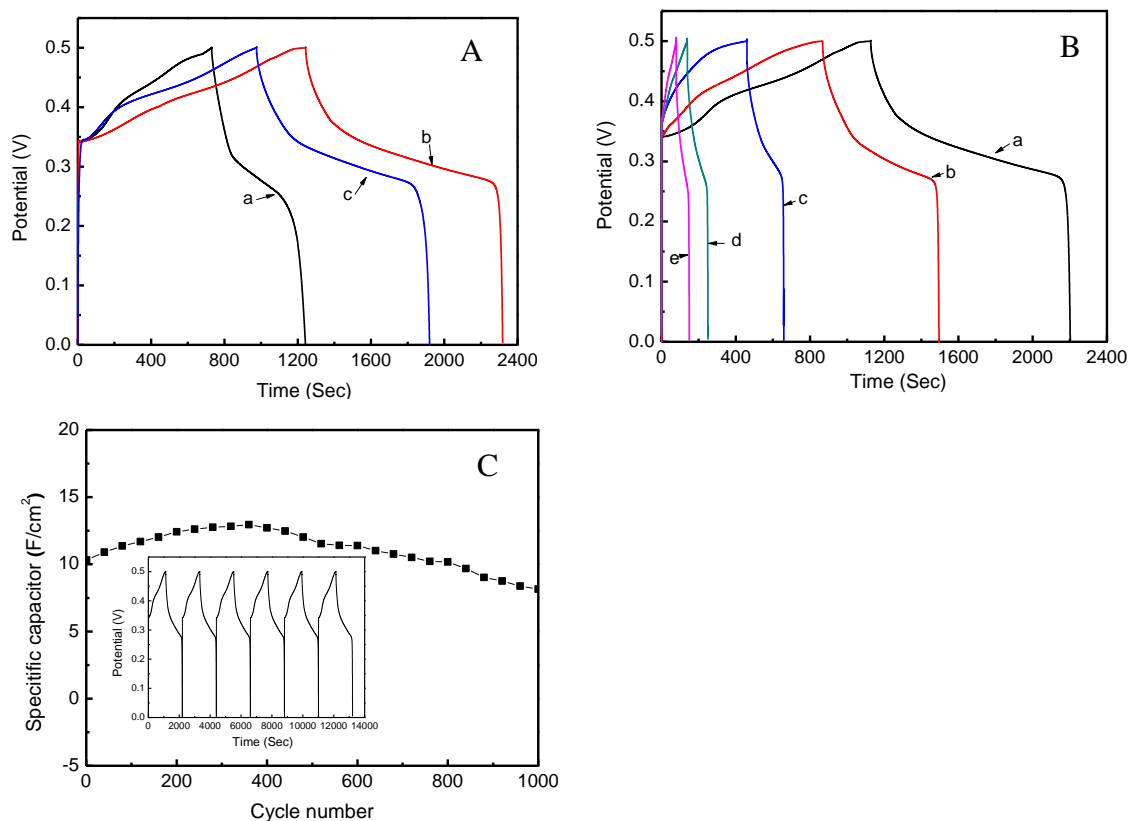 A
0.5
0.4
0.3
0.2
0.1
0.0
Potential (V)
a
b
c
0 400 800 1200 1600 2000 2400
Time (Sec)
B
0.5
0.4
0.3
0.2
0.1
0.0
Potential (V)
a
b
c
d
e
0 400 800 1200 1600 2000 2400
Time (Sec)
C
20
15
10
5
0
-5
Specitific capacitor (F/cm2)
0.5
0.4
0.3
0.2
0.1
0.0
Potential (V)
0 2000 4000 6000 8000 10000 12000 14000
Time (Sec)
0 200 400 600 800 1000
Cycle number